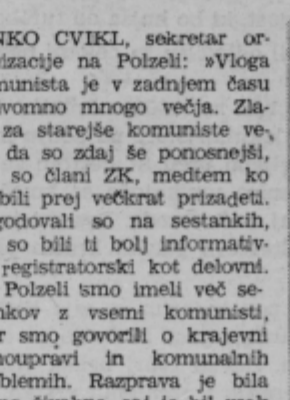 NKO CVIKL, sekretar or-
izacije na Polzeli: »Vloga
munista je v zadnjem času
vomno mnogo večja. Zla-
za starejše komuniste ve-
da so zdaj še ponosnejši,
so člani ZK, medtem ko
bili prej večkrat prizadeti.
godovali so na sestankih,
so bili ti bolj informativ-
registratorski kot delovni.
Polzeli smo imeli več se-
nkov z vsemi komunisti,
r smo govorili o krajevni
moupravi in komunalnih
blemih. Razprava je bila